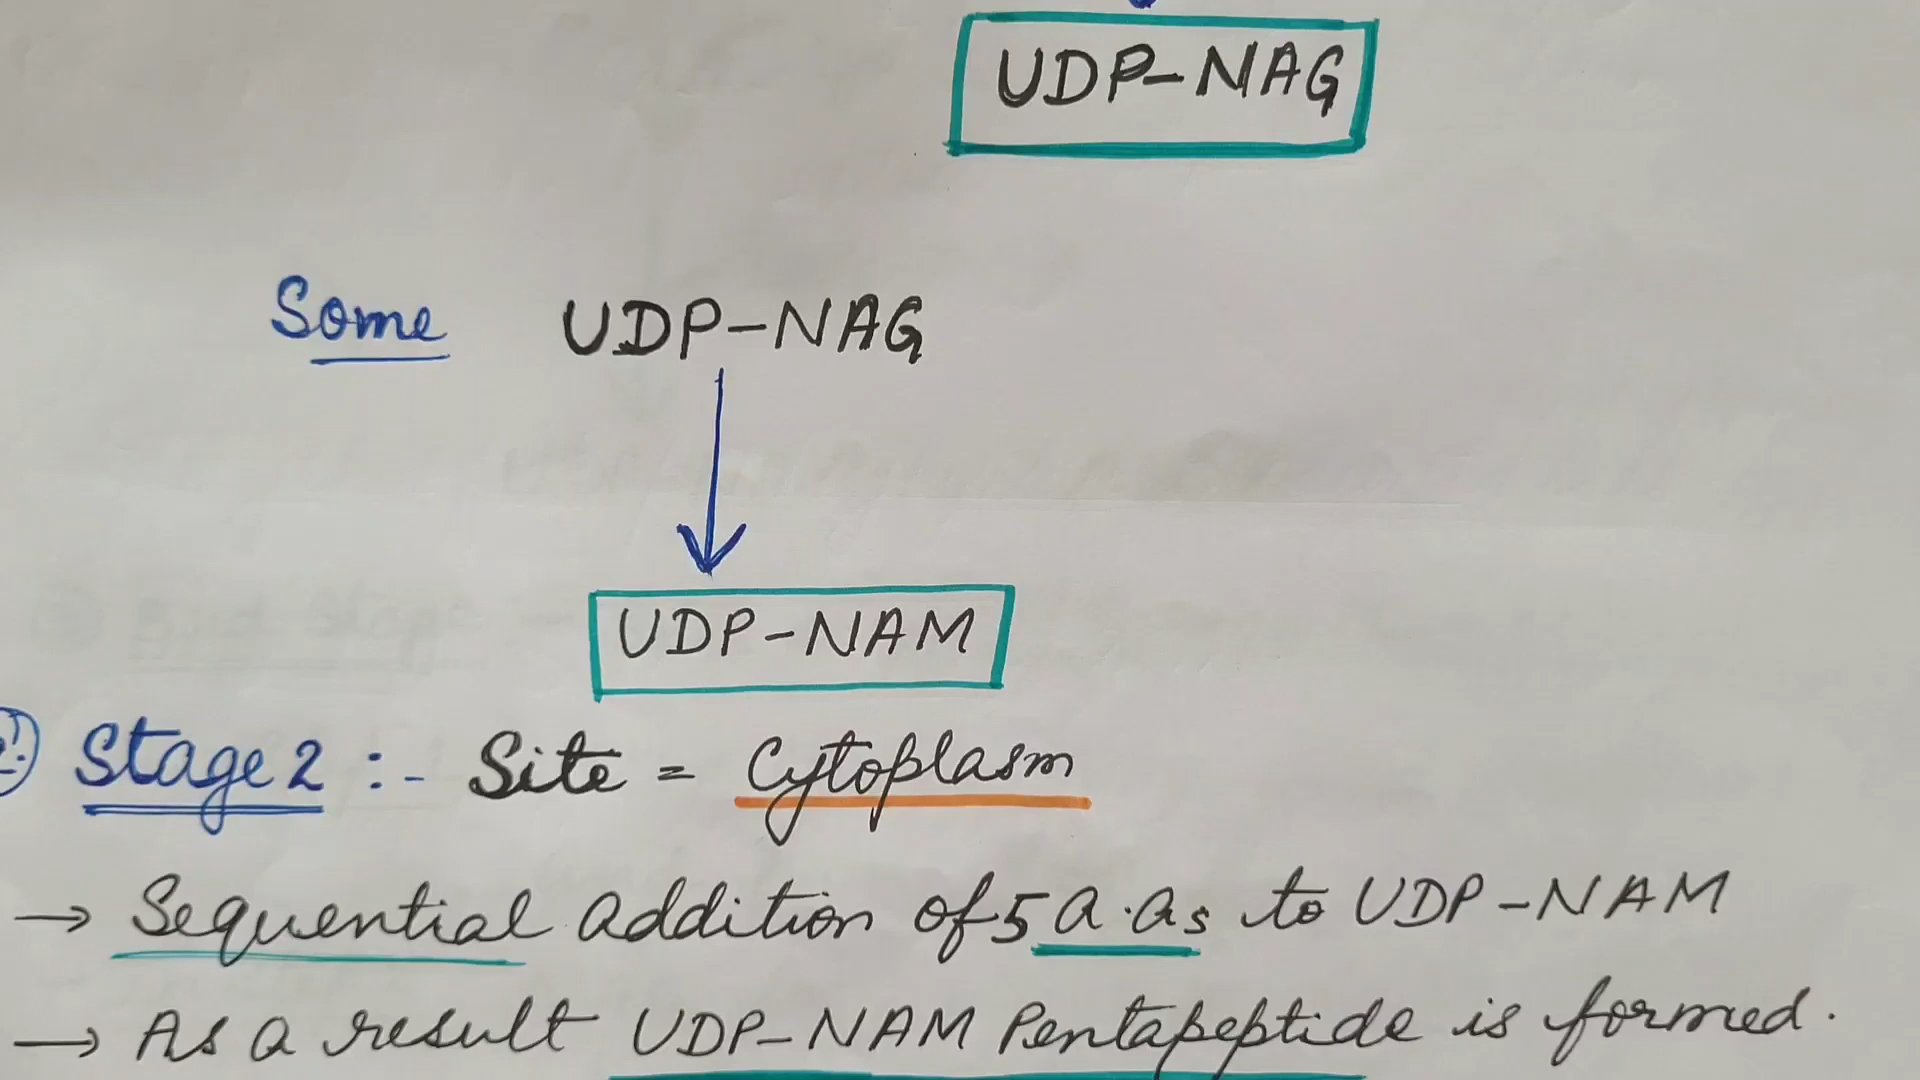 UDP-NAG
Some UDP-NAG
UDP-NAM
Stage 2 :- Site = Cytoplasm
→ Sequential addition of 5 a.as to UDP-NAM
→ As a result UDP-NAM Pentapeptide is formed.